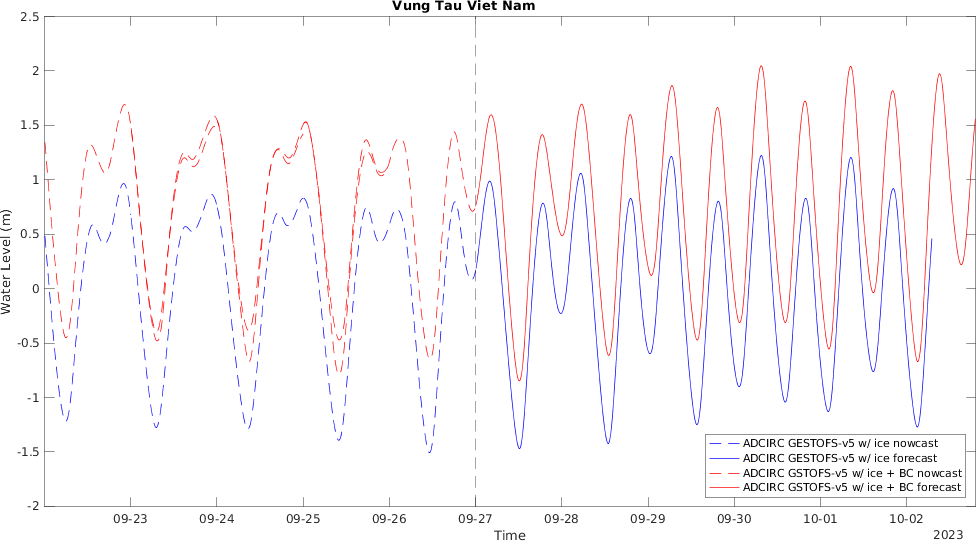 Vung Tau Viet Nam
2.5
2
1.5
1
0.5
0
-0.5
-1
-1.5
-2
Water Level (m)
09-23 09-24 09-25 09-26 09-27 09-28 09-29 09-30 10-01 10-02
Time
2023
ADCIRC GESTOFS-v5 w/ ice nowcast
ADCIRC GESTOFS-v5 w/ ice forecast
ADCIRC GSTOFS-v5 w/ ice + BC nowcast
ADCIRC GSTOFS-v5 w/ ice + BC forecast